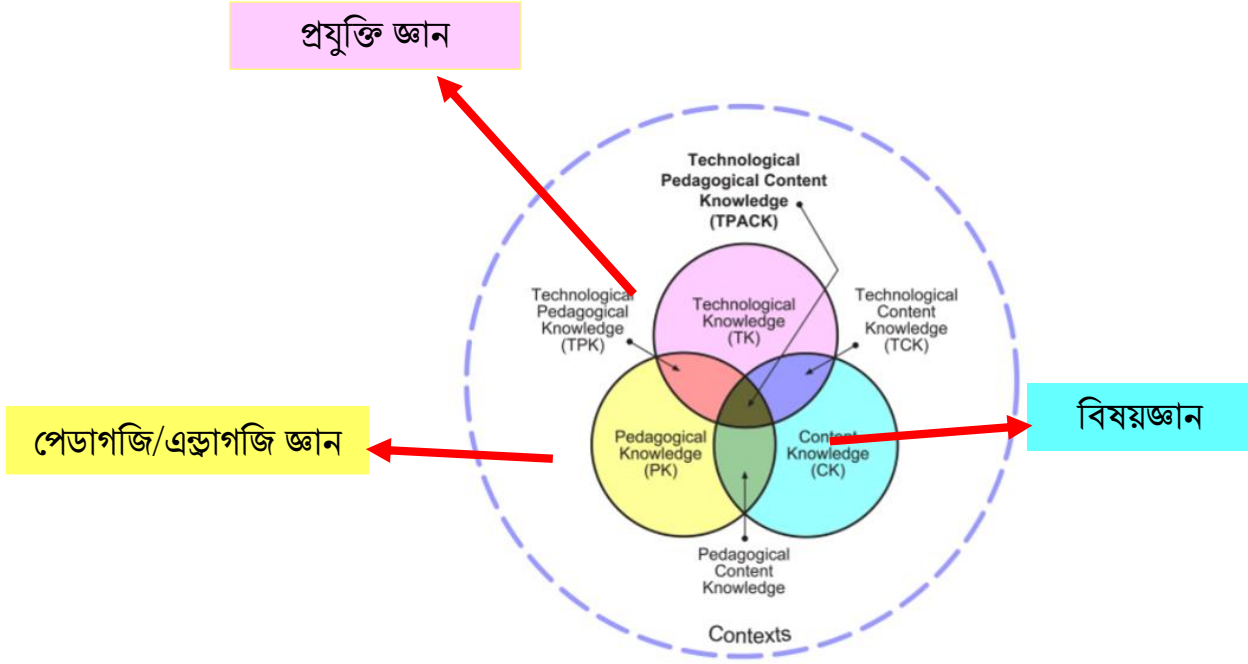 প্রযুক্তি জ্ঞান
Technological
Pedagogical Content
Knowledge
(TPACK)
Technological
Pedagogical
Knowledge
(TPK)
Technological
Knowledge
(TK)
Technological
Content
Knowledge
(TCK)
পেডাগজি/এন্ড্রাগজি জ্ঞান
Pedagogical
Knowledge
(PK)
Content
Knowledge
(CK)
বিষয়জ্ঞান
Pedagogical
Content
Knowledge
Contexts